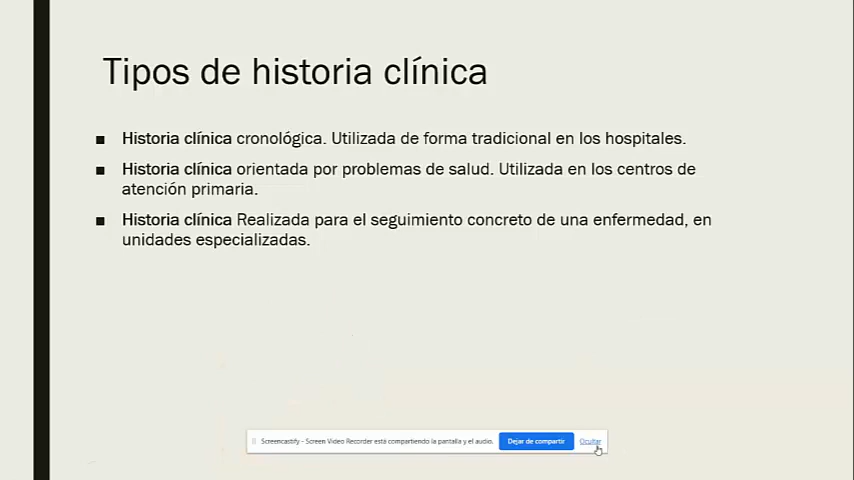 Tipos de historia clínica
■ Historia clínica cronológica. Utilizada de forma tradicional en los hospitales.
■ Historia clínica orientada por problemas de salud. Utilizada en los centros de
atención primaria.
■ Historia clínica Realizada para el seguimiento concreto de una enfermedad, en
unidades especializadas.
Screencastify - Screen Video Recorder está compartiendo la pantalla y el audio. Dejar de compartir Ocultar